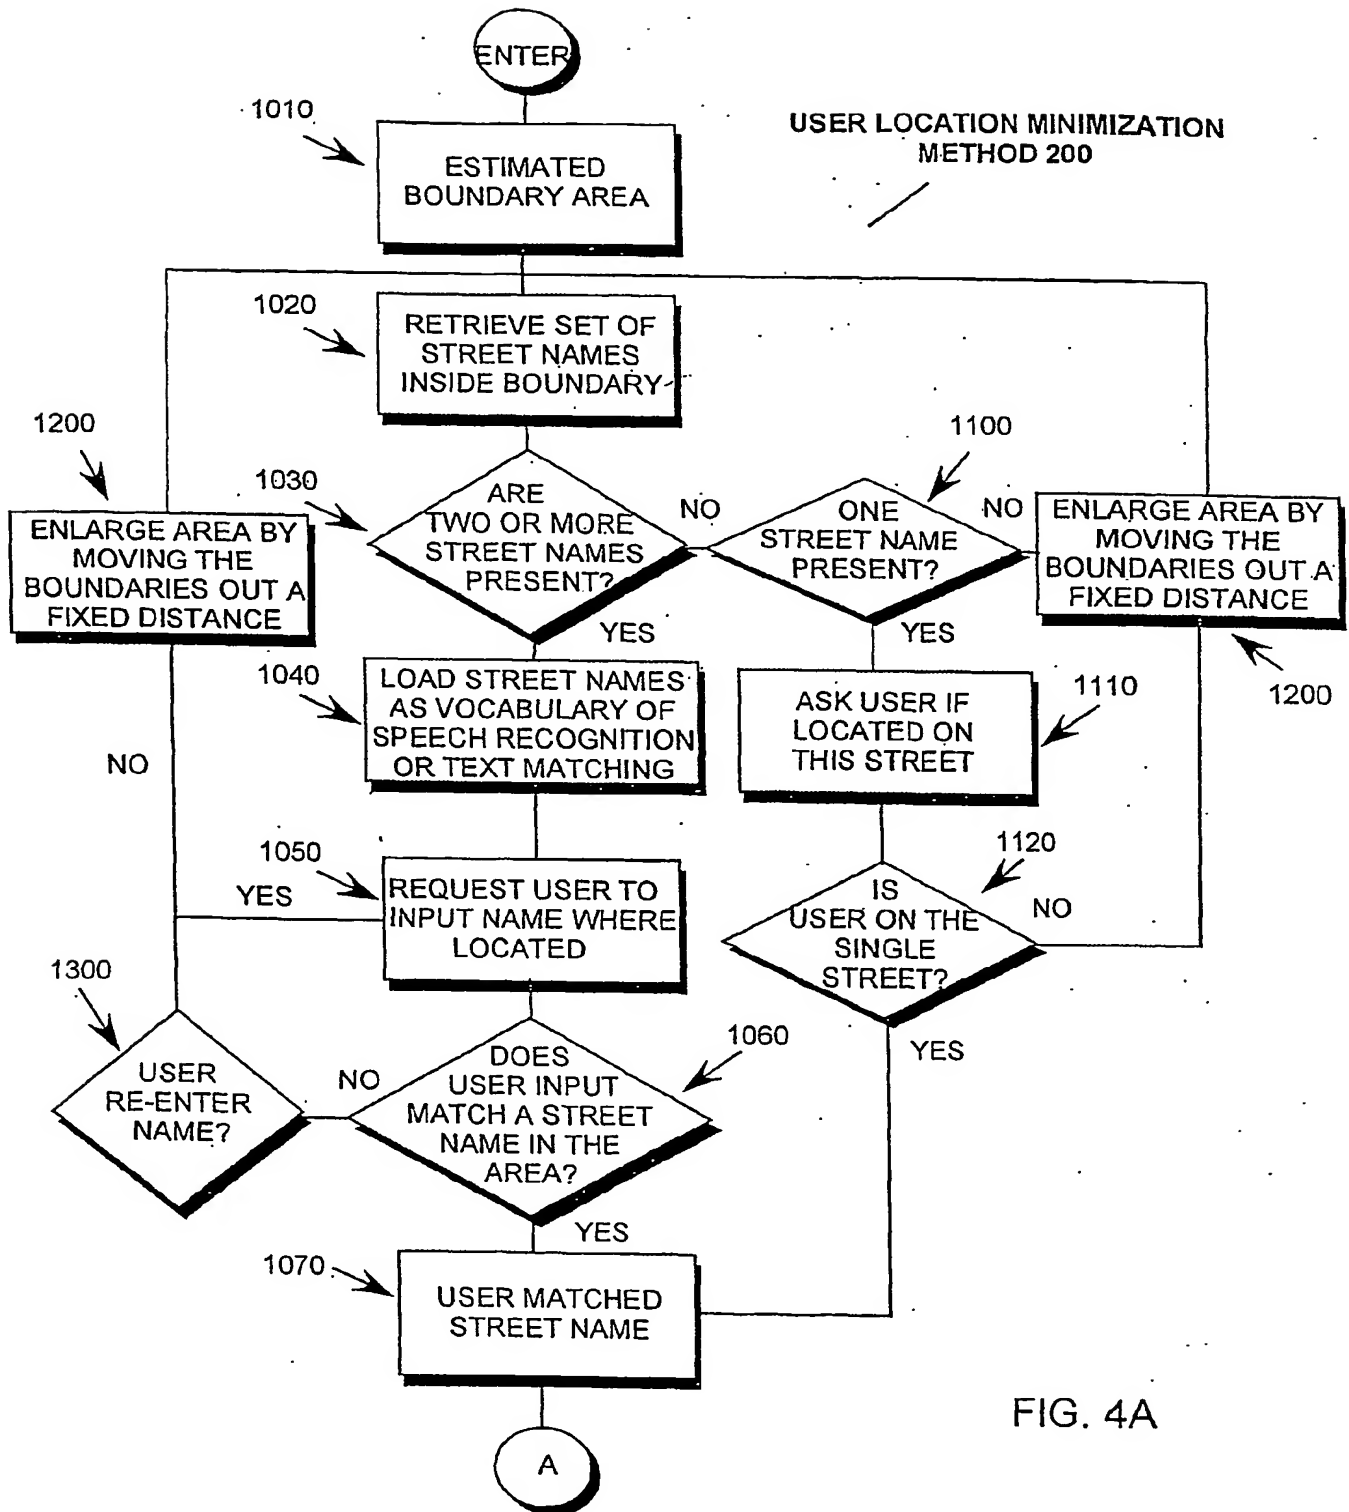 ENTER
1010
USER LOCATION MINIMIZATION
METHOD 200
ESTIMATED
BOUNDARY AREA
1020
RETRIEVE SET OF
STREET NAMES
INSIDE BOUNDARY
1200
ENLARGE AREA BY
MOVING THE
BOUNDARIES OUT A
FIXED DISTANCE
1030
ARE
TWO OR MORE
STREET NAMES
PRESENT?
NO
YES
1100
ONE
STREET NAME
PRESENT?
NO
YES
ENLARGE AREA BY
MOVING THE
BOUNDARIES OUT A
FIXED DISTANCE
1200
1040
LOAD STREET NAMES
AS VOCABULARY OF
SPEECH RECOGNITION
OR TEXT MATCHING
ASK USER IF
LOCATED ON
THIS STREET
1110
NO
1050
YES
REQUEST USER TO
INPUT NAME WHERE
LOCATED
1120
IS
USER ON THE
SINGLE
STREET?
NO
YES
1300
USER
RE-ENTER
NAME?
NO
DOES
USER INPUT
MATCH A STREET
NAME IN THE
AREA?
1060
YES
1070
USER MATCHED
STREET NAME
A
FIG. 4A